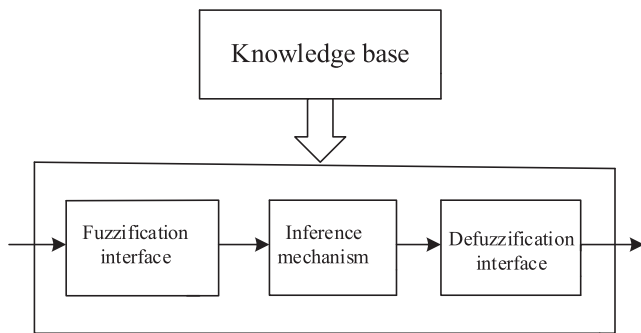 Knowledge base
Fuzzification
interface
Inference
mechanism
Defuzzification
interface